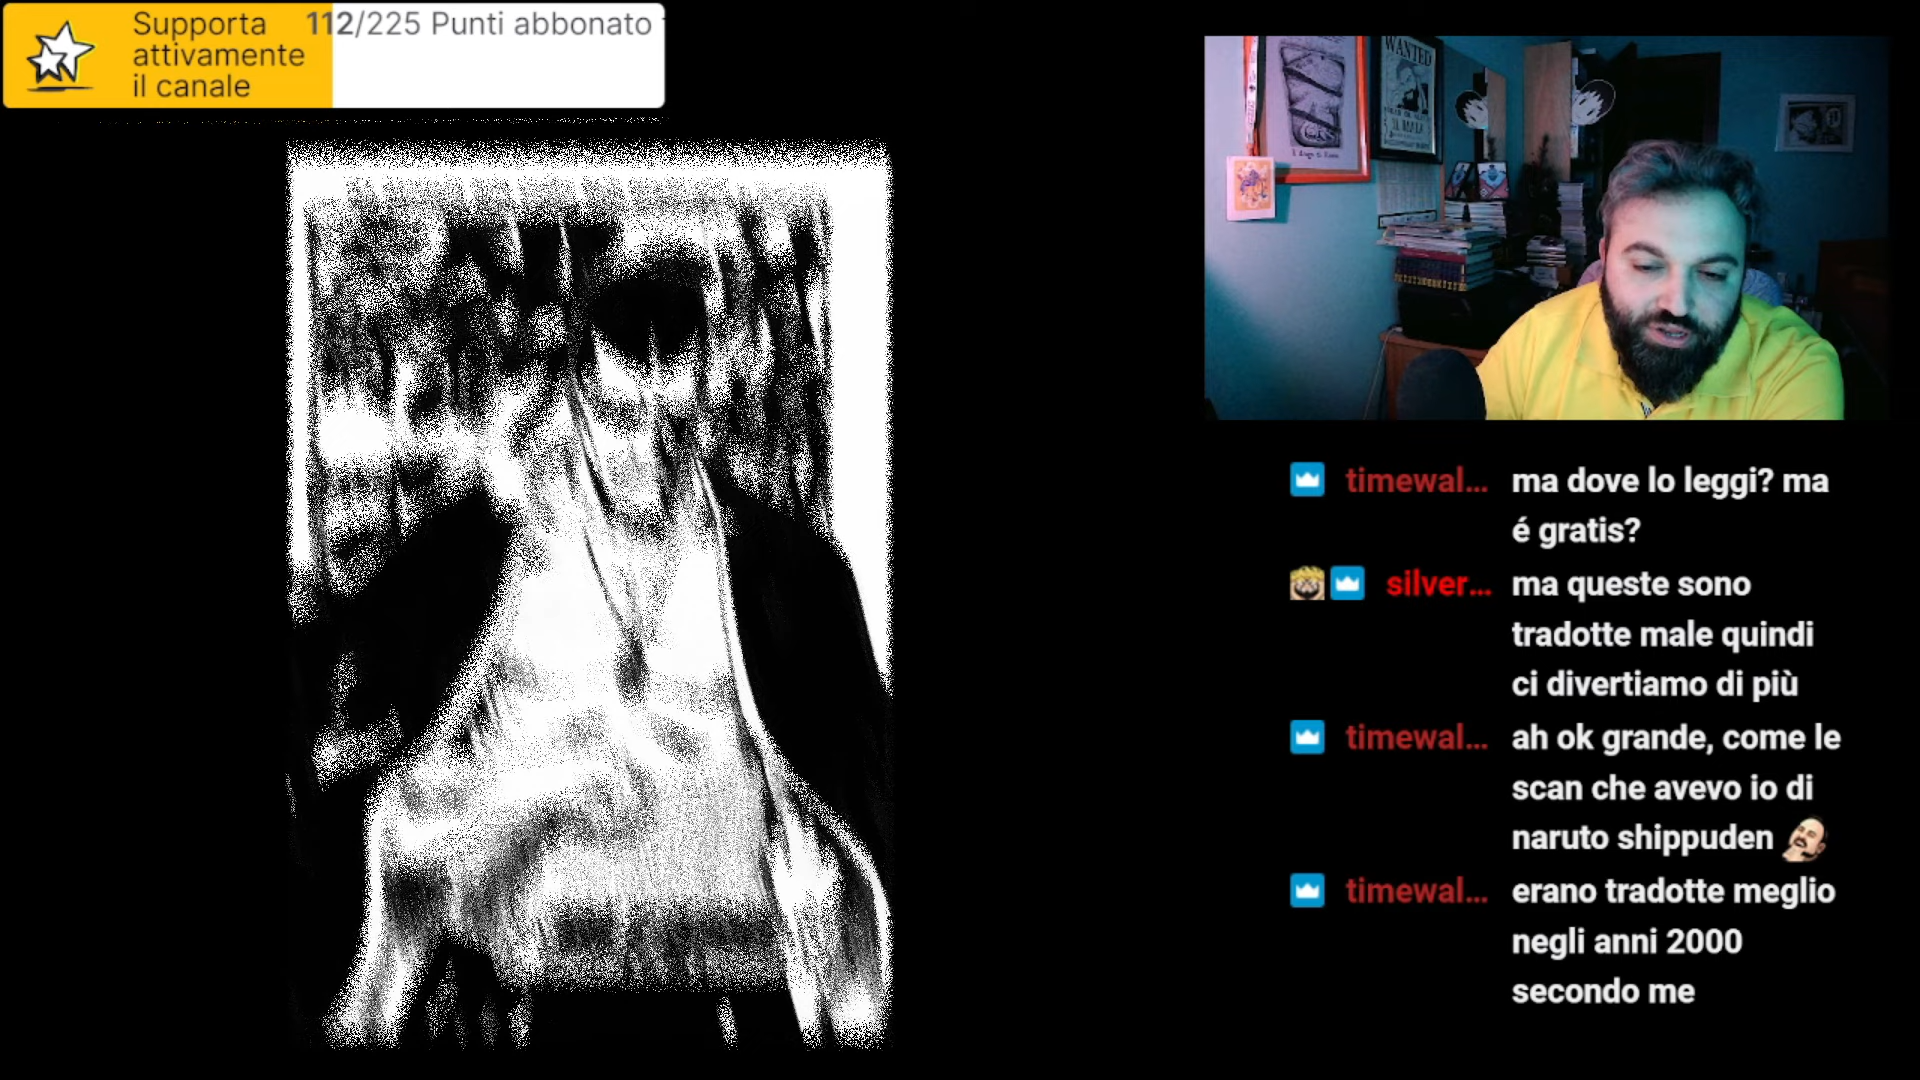 Supporta
attivamente
il canale
112/225 Punti abbonato
WANTED
timewal... ma dove lo leggi? ma
é gratis?
silver... ma queste sono
tradotte male quindi
ci divertiamo di più
timewal... ah ok grande, come le
scan che avevo io di
naruto shippuden
timewal... erano tradotte meglio
negli anni 2000
secondo me